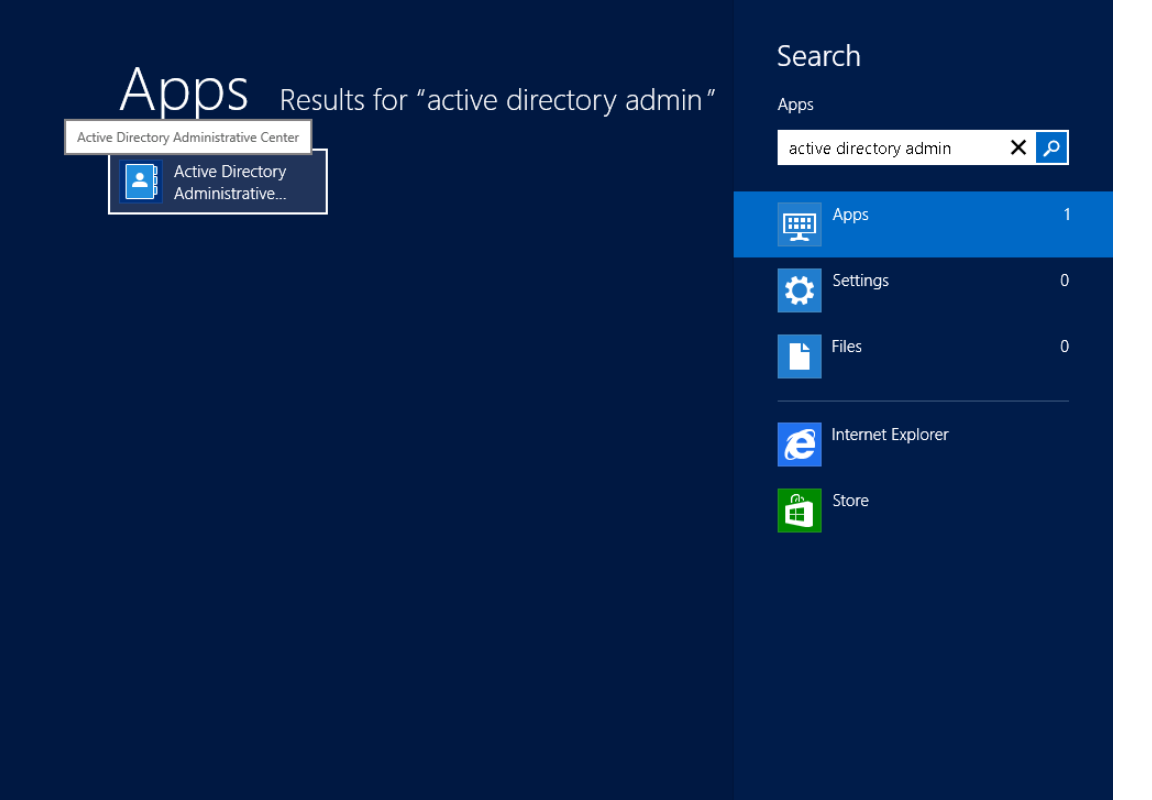 Apps Results for “active directory admin”
Active Directory Administrative Center
Active Directory
Administrative...
Search
Apps
active directory admin
Apps 1
Settings 0
Files 0
Internet Explorer
Store